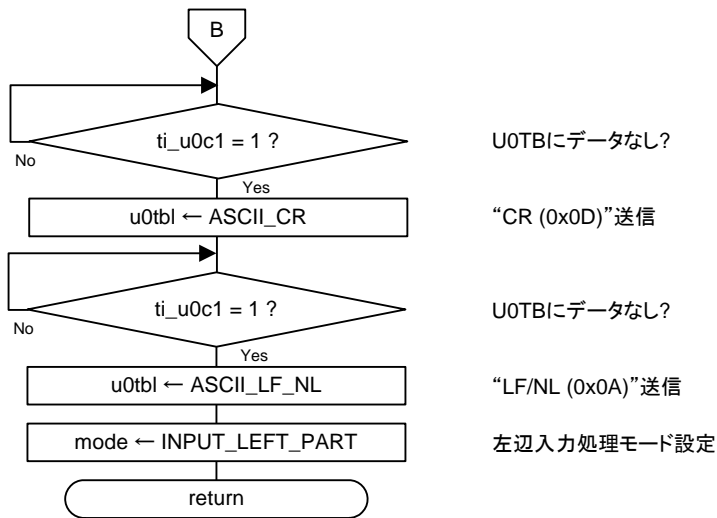 B
ti_u0c1 = 1 ? U0TBにデータなし?
No
Yes
u0tbl ← ASCII_CR “CR (0x0D)”送信
ti_u0c1 = 1 ? U0TBにデータなし?
No
Yes
u0tbl ← ASCII_LF_NL “LF/NL (0x0A)”送信
mode ← INPUT_LEFT_PART 左辺入力処理モード設定
return